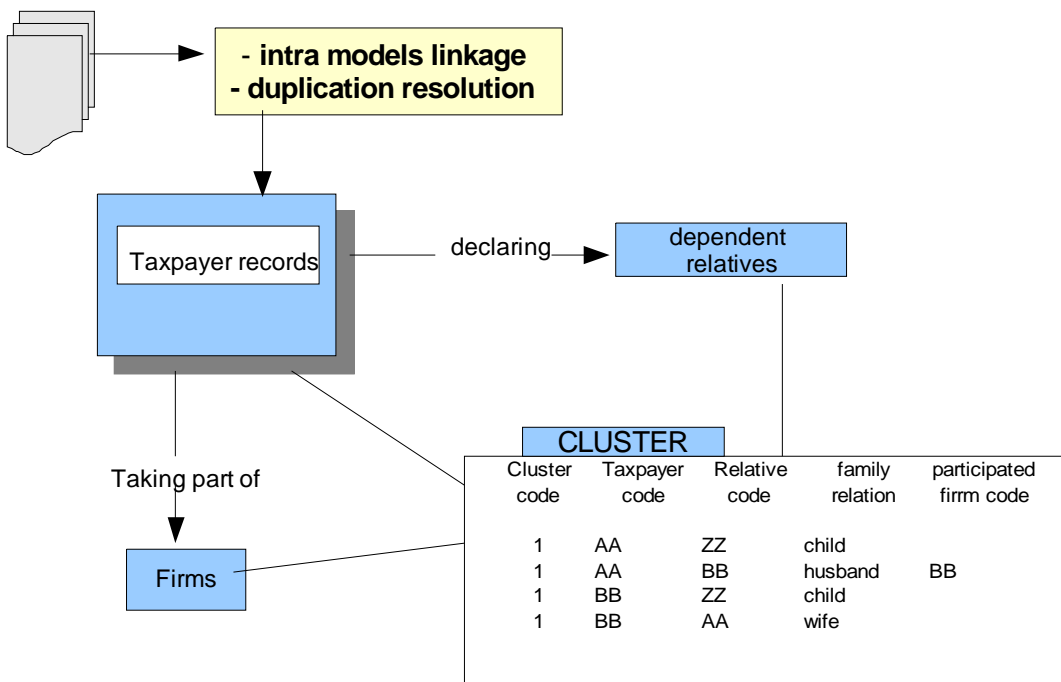 - intra models linkage
- duplication resolution
Taxpayer records
declaring
dependent
relatives
Taking part of
Firms
CLUSTER
Cluster code Taxpayer code Relative code family relation participated firrm code
1 AA ZZ child
1 AA BB husband BB
1 BB ZZ child
1 BB AA wife